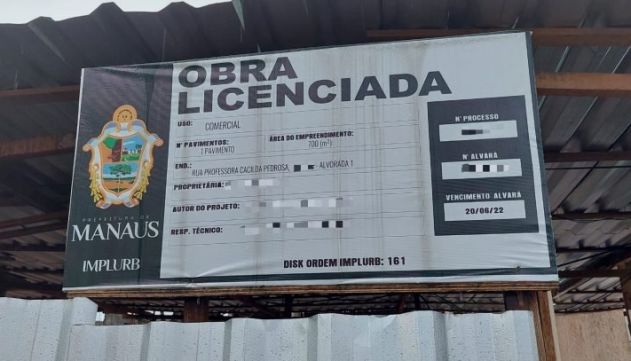 OBRA
LICENCIADA
USO: COMERCIAL
Nº PAVIMENTOS: 1 PAVIMENTO
ÁREA DO EMPREENDIMENTO: 700 (m²)
END.: RUA PROFESSORA CACILDA PEDROSA, ALVORADA 1
PROPRIETÁRIA:
AUTOR DO PROJETO:
RESP. TÉCNICO:
DISK ORDEM IMPLURB: 161
Nº PROCESSO
Nº ALVARÁ
VENCIMENTO ALVARÁ
20/06/22
PREFEITURA DE
MANAUS
IMPLURB